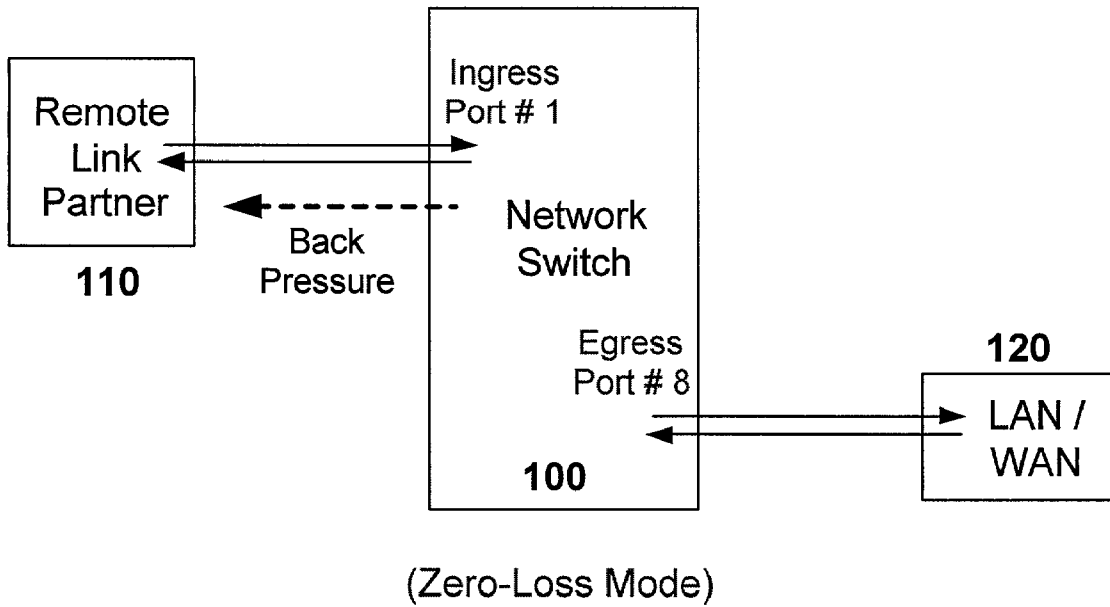 Remote
Link
Partner
110
Ingress
Port # 1
Back
Pressure
Network
Switch
Egress
Port # 8
100
120
LAN /
WAN
(Zero-Loss Mode)